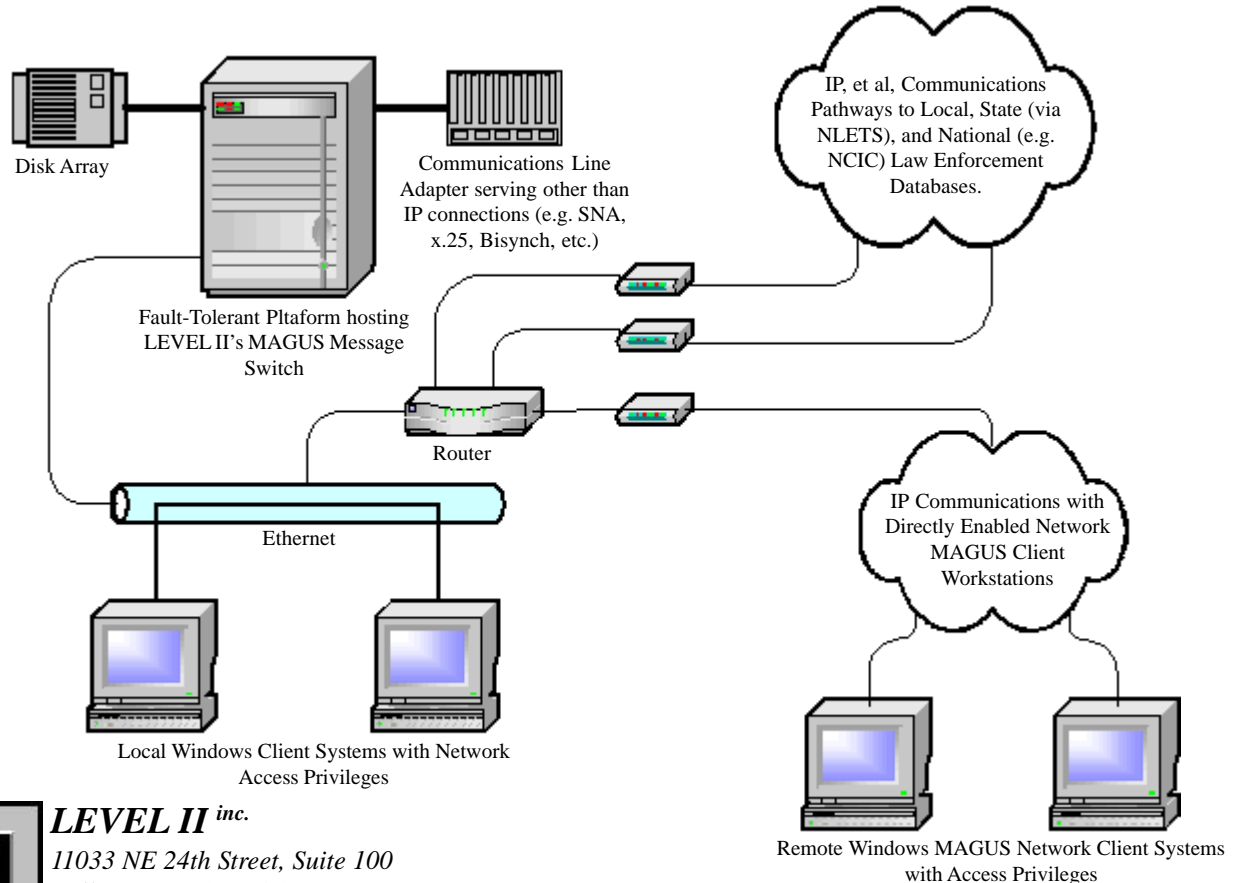 IP, et al, Communications
Pathways to Local, State (via
NLETS), and National (e.g.
NCIC) Law Enforcement
Databases.
Disk Array
Communications Line
Adapter serving other than
IP connections (e.g. SNA,
x.25, Bisynch, etc.)
Fault-Tolerant Pltaform hosting
LEVEL II's MAGUS Message
Switch
Router
Ethernet
IP Communications with
Directly Enabled Network
MAGUS Client
Workstations
Local Windows Client Systems with Network
Access Privileges
Remote Windows MAGUS Network Client Systems
with Access Privileges
LEVEL II inc.
11033 NE 24th Street, Suite 100